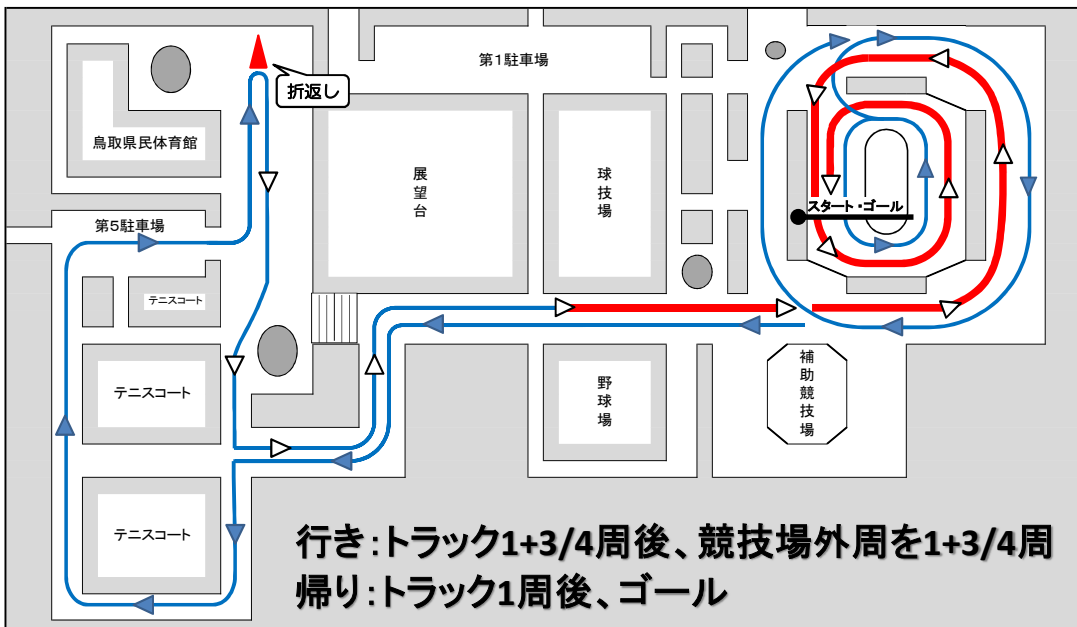 第1駐車場
折返し
鳥取県民体育館
展望台
球技場
スタート・ゴール
第5駐車場
テニスコート
テニスコート
野球場
補助競技場
テニスコート
行き:トラック1+3/4周後、競技場外周を1+3/4周
帰り:トラック1周後、ゴール